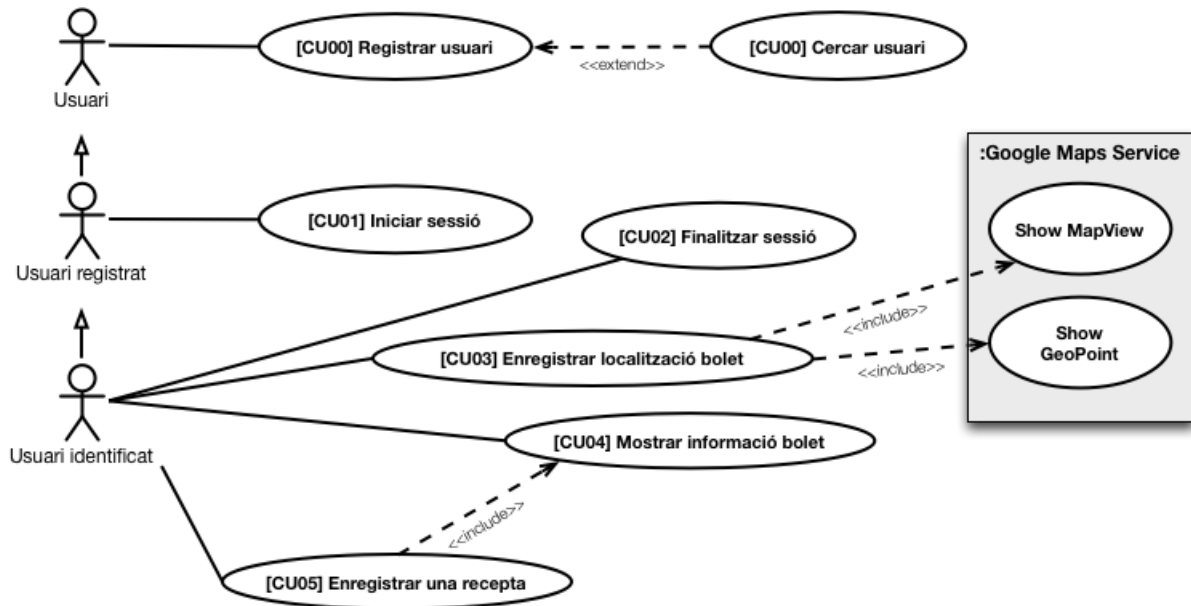 [CU00] Registrar usuari
[CU00] Cercar usuari
<<extend>>
Usuari
:Google Maps Service
[CU01] Iniciar sessió
[CU02] Finalitzar sessió
Show MapView
Usuari registrat
<<include>>
[CU03] Enregistrar localització bolet
Show
GeoPoint
<<include>>
[CU04] Mostrar informació bolet
Usuari identificat
<<include>>
[CU05] Enregistrar una recepta